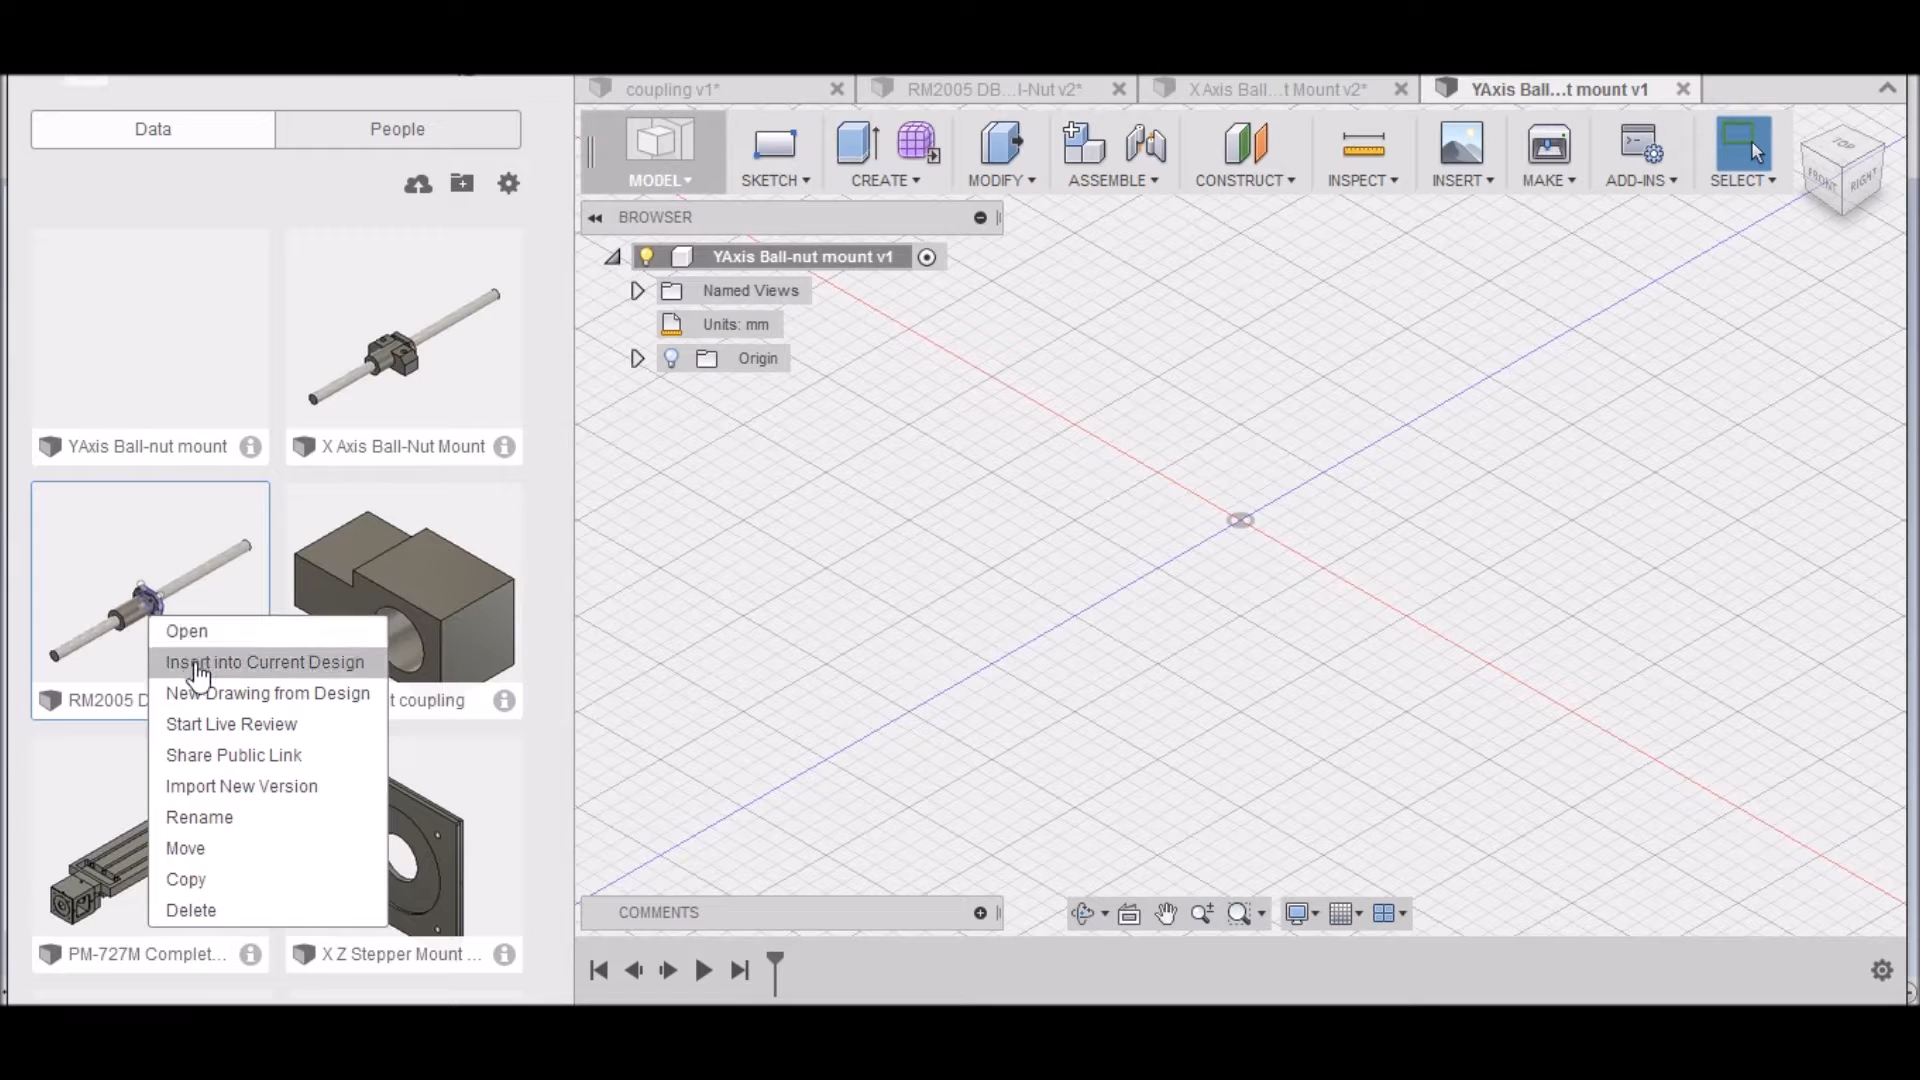 coupling v1*
RM2005 DB...l-Nut v2*
X Axis Ball...t Mount v2*
YAxis Ball...t mount v1
Data
People
MODEL
SKETCH
CREATE
MODIFY
ASSEMBLE
CONSTRUCT
INSPECT
INSERT
MAKE
ADD-INS
SELECT
TOP
FRONT
RIGHT
BROWSER
YAxis Ball-nut mount v1
Named Views
Units: mm
Origin
YAxis Ball-nut mount
X Axis Ball-Nut Mount
RM2005 D
t coupling
Open
Insert into Current Design
New Drawing from Design
Start Live Review
Share Public Link
Import New Version
Rename
Move
Copy
Delete
PM-727M Complet...
X Z Stepper Mount ...
COMMENTS